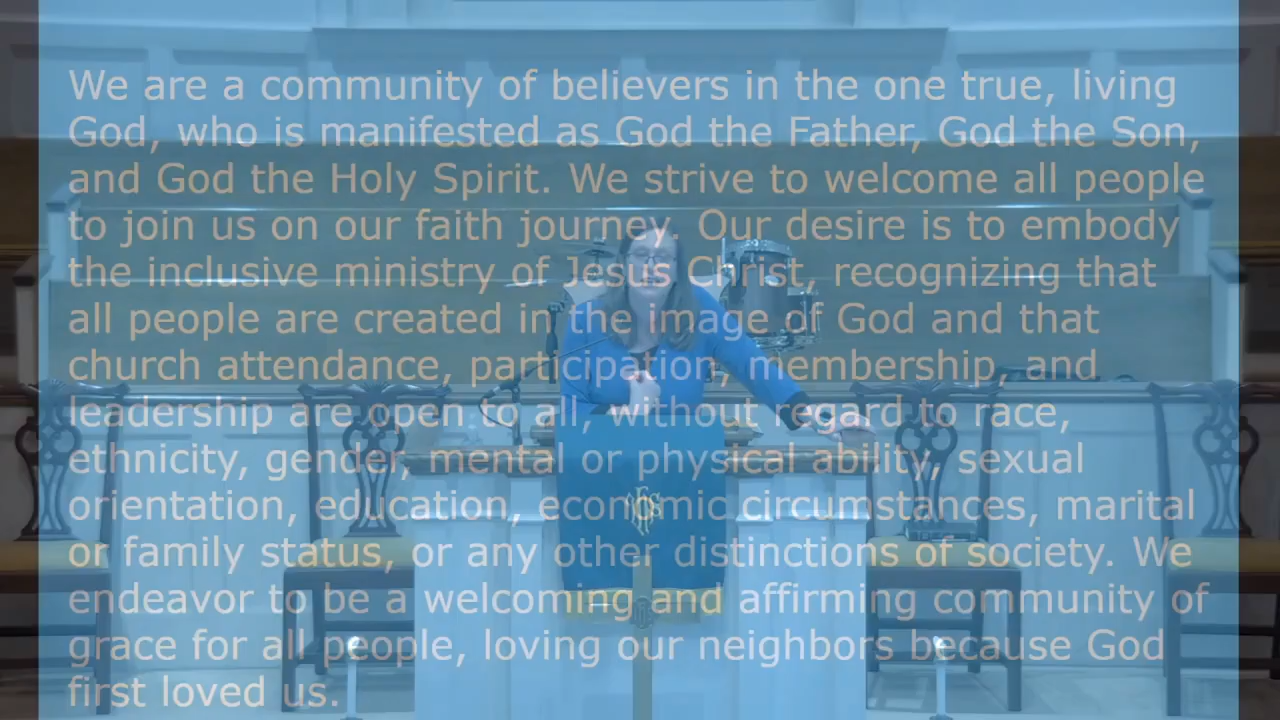 We are a community of believers in the one true, living
God, who is manifested as God the Father, God the Son,
and God the Holy Spirit. We strive to welcome all people
to join us on our faith journey. Our desire is to embody
the inclusive ministry of Jesus Christ, recognizing that
all people are created in the image of God and that
church attendance, participation, membership, and
leadership are open to all, without regard to race,
ethnicity, gender, mental or physical ability, sexual
orientation, education, economic circumstances, marital
or family status, or any other distinctions of society. We
endeavor to be a welcoming and affirming community of
grace for all people, loving our neighbors because God
first loved us.